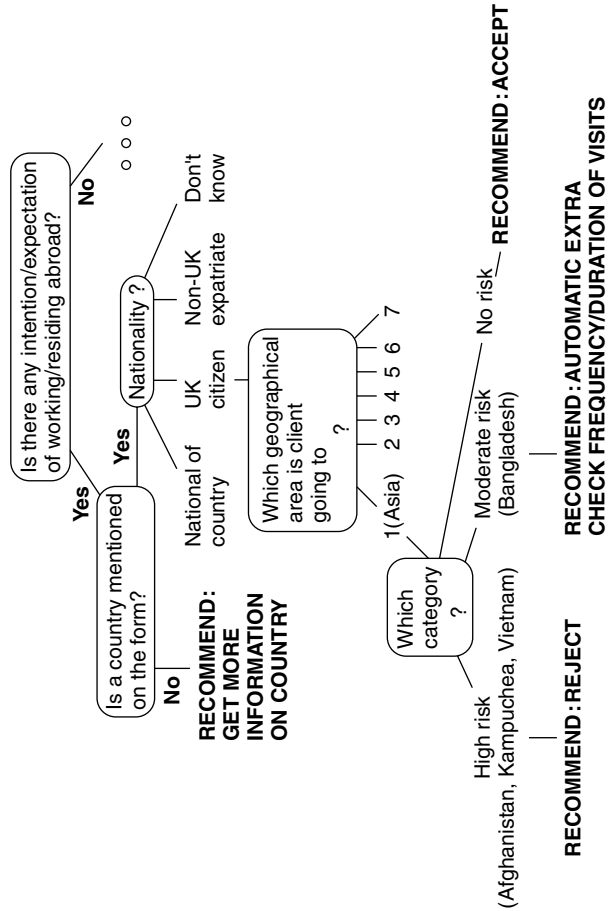 Is there any intention/expectation
of working/residing abroad?
Yes
No
Is a country mentioned
on the form?
Yes
No
Nationality ?
RECOMMEND:
GET MORE
INFORMATION
ON COUNTRY
National of
country
UK
citizen
Non-UK
expatriate
Don't
know
Which geographical
area is client
going to
?
1(Asia)
2
3
4
5
6
7
Which
category
?
High risk
(Afghanistan, Kampuchea, Vietnam)
Moderate risk
(Bangladesh)
No risk
RECOMMEND:ACCEPT
RECOMMEND:REJECT
RECOMMEND:AUTOMATIC EXTRA
CHECK FREQUENCY/DURATION OF VISITS